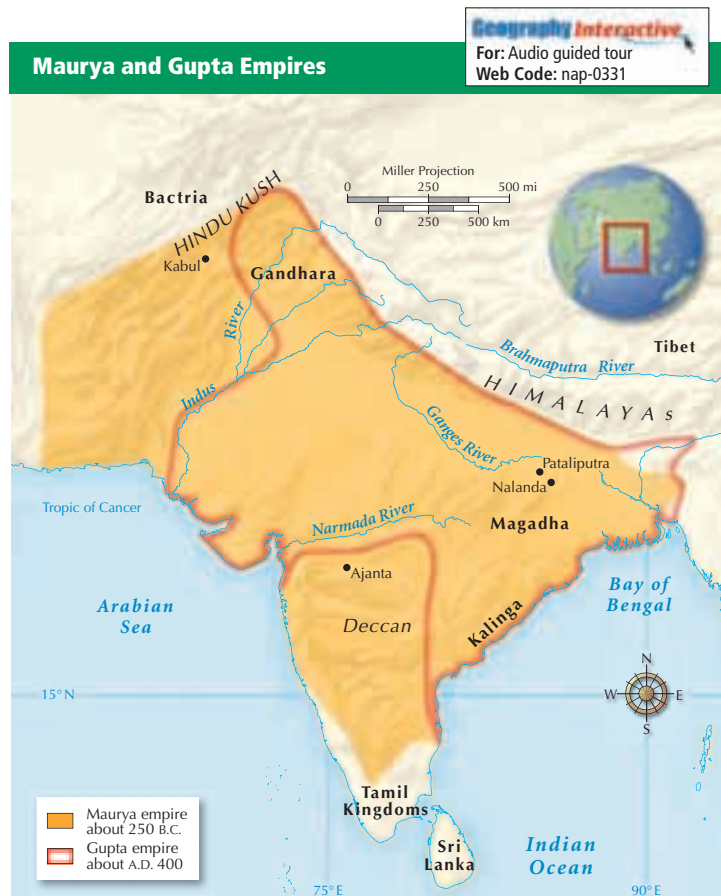 Geography Interactive
For: Audio guided tour
Web Code: nap-0331
Maurya and Gupta Empires
Miller Projection
0 250 500 mi
0 250 500 km
Bactria
HINDU KUSH
Kabul
Gandhara
Indus River
Brahmaputra River
Tibet
HIMALAYAS
Ganges River
Pataliputra
Nalanda
Tropic of Cancer
Narmada River
Magadha
Ajanta
Arabian
Sea
Deccan
Kalinga
Bay of
Bengal
N
W E
S
15°N
Tamil
Kingdoms
Sri
Lanka
Indian
Ocean
Maurya empire
about 250 B.C.
Gupta empire
about A.D. 400
75°E
90°E